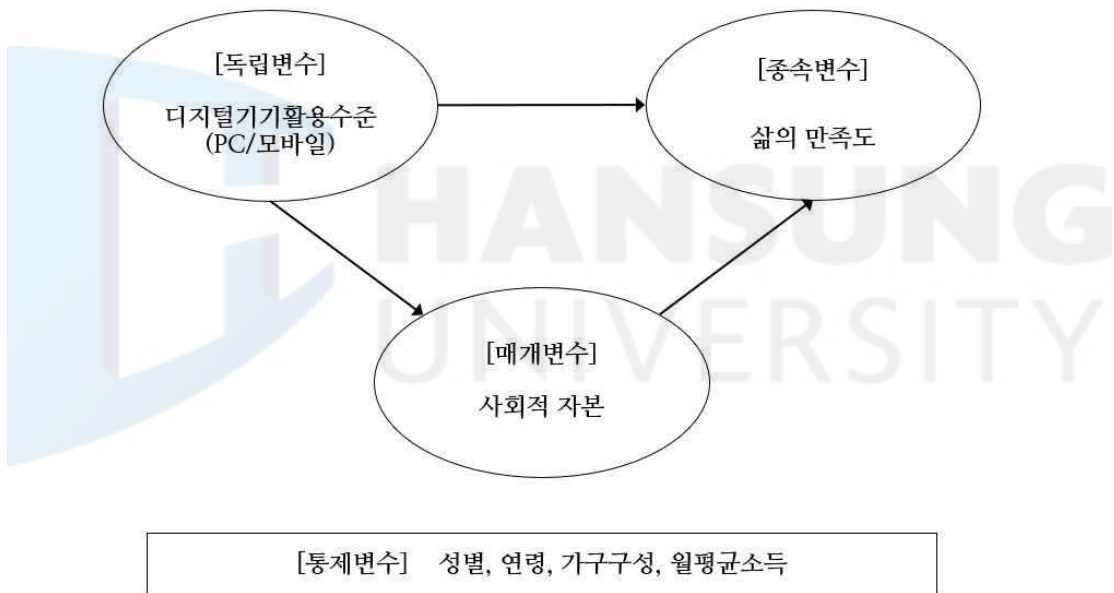 [독립변수]
디지털기기활용수준
(PC/모바일)
[종속변수]
삶의 만족도
HANSUNG
UNIVERSITY
[매개변수]
사회적 자본
[통제변수] 성별, 연령, 가구구성, 월평균소득